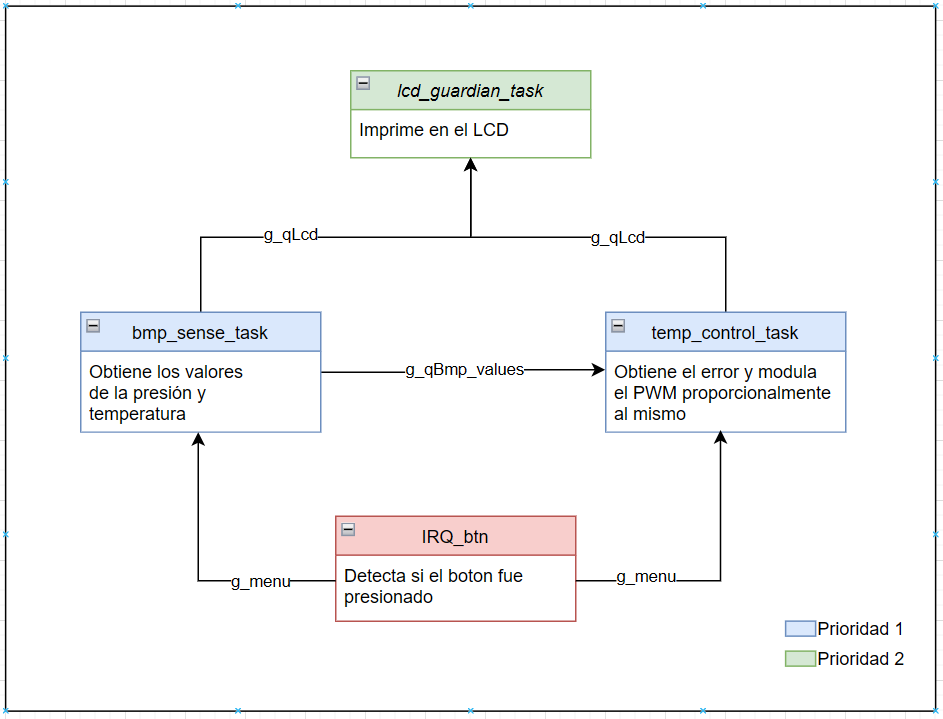 lcd_guardian_task
Imprime en el LCD
g_qLcd
g_qLcd
bmp_sense_task
Obtiene los valores
de la presión y
temperatura
g_qBmp_values
temp_control_task
Obtiene el error y modula
el PWM proporcionalmente
al mismo
IRQ_btn
Detecta si el boton fue
presionado
g_menu
g_menu
Prioridad 1
Prioridad 2